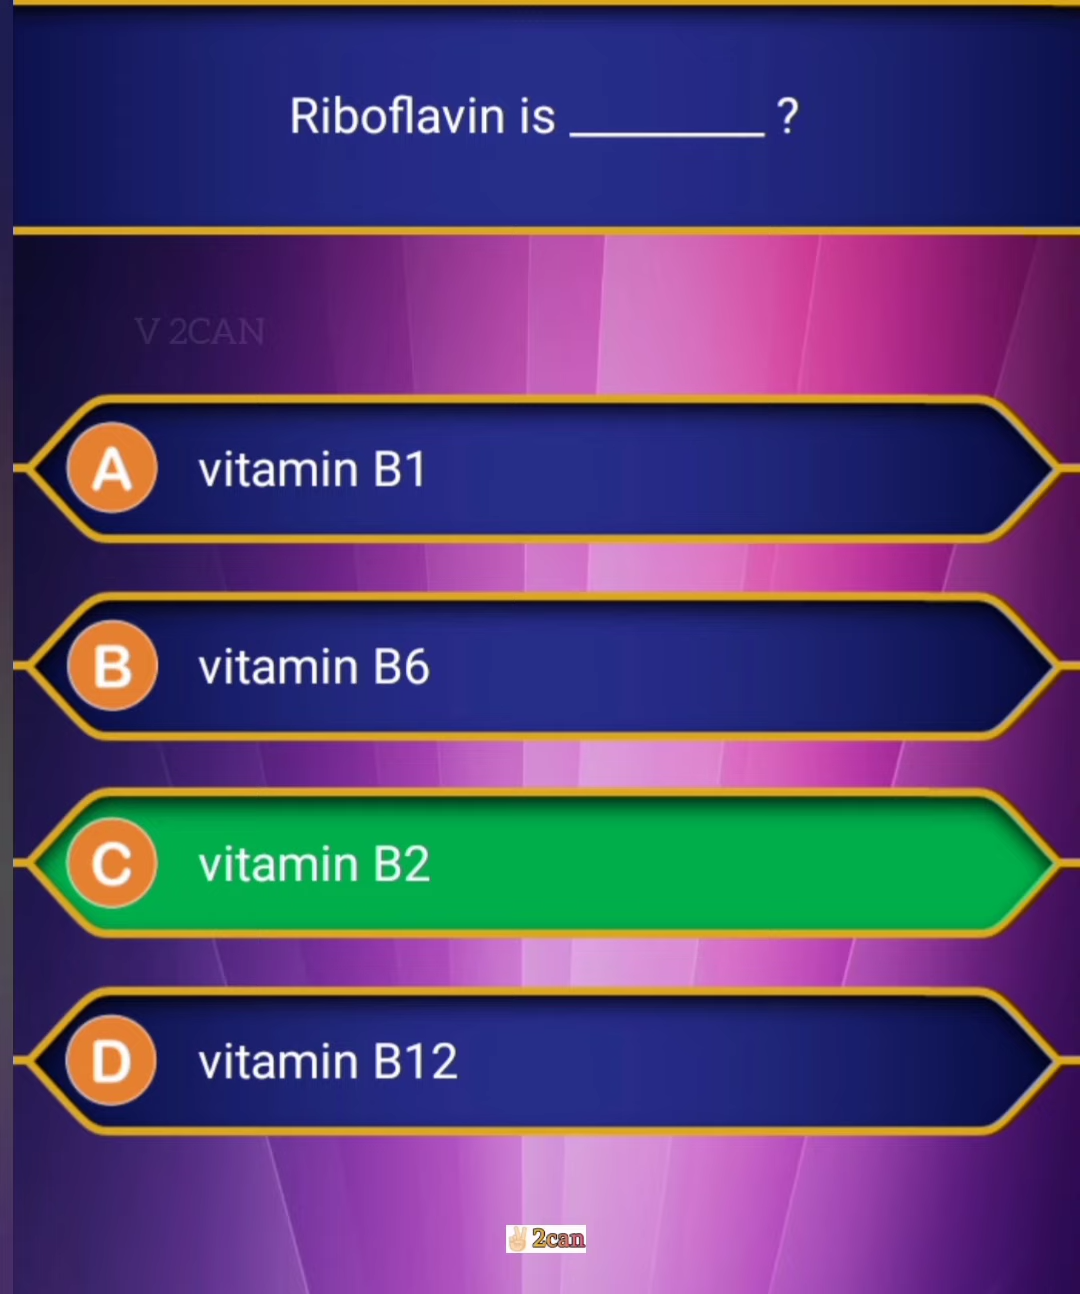 Riboflavin is ________ ?
V 2CAN
A vitamin B1
B vitamin B6
C vitamin B2
D vitamin B12
2can